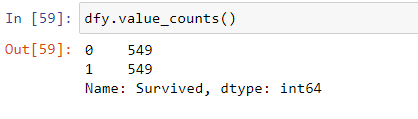 In [59]: dfy.value_counts()
Out[59]: 0    549
1    549
Name: Survived, dtype: int64